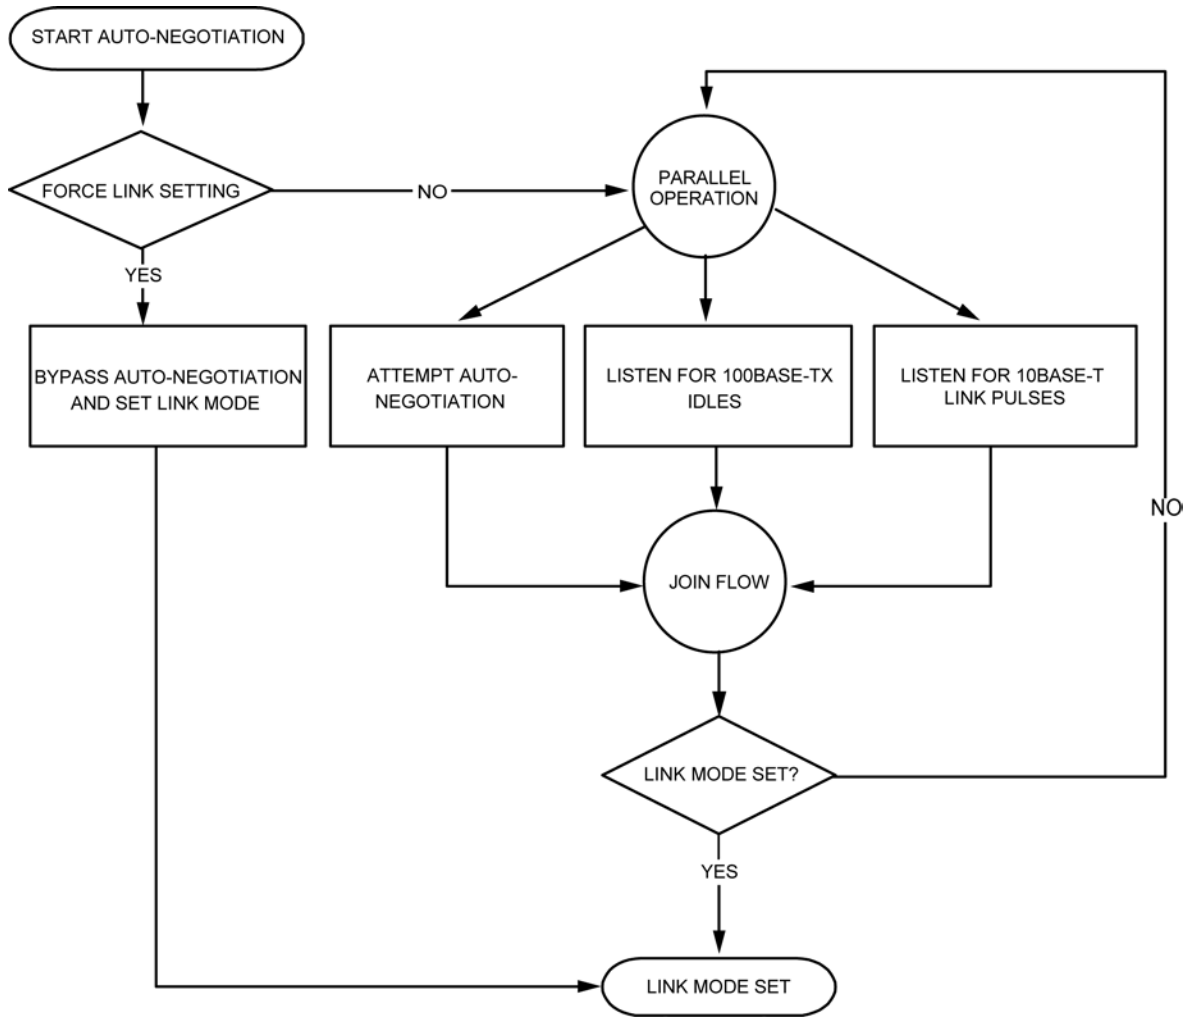 START AUTO-NEGOTIATION
FORCE LINK SETTING
NO
PARALLEL
OPERATION
YES
BYPASS AUTO-NEGOTIATION
AND SET LINK MODE
ATTEMPT AUTO-
NEGOTIATION
LISTEN FOR 100BASE-TX
IDLES
LISTEN FOR 10BASE-T
LINK PULSES
NO
JOIN FLOW
LINK MODE SET?
YES
LINK MODE SET